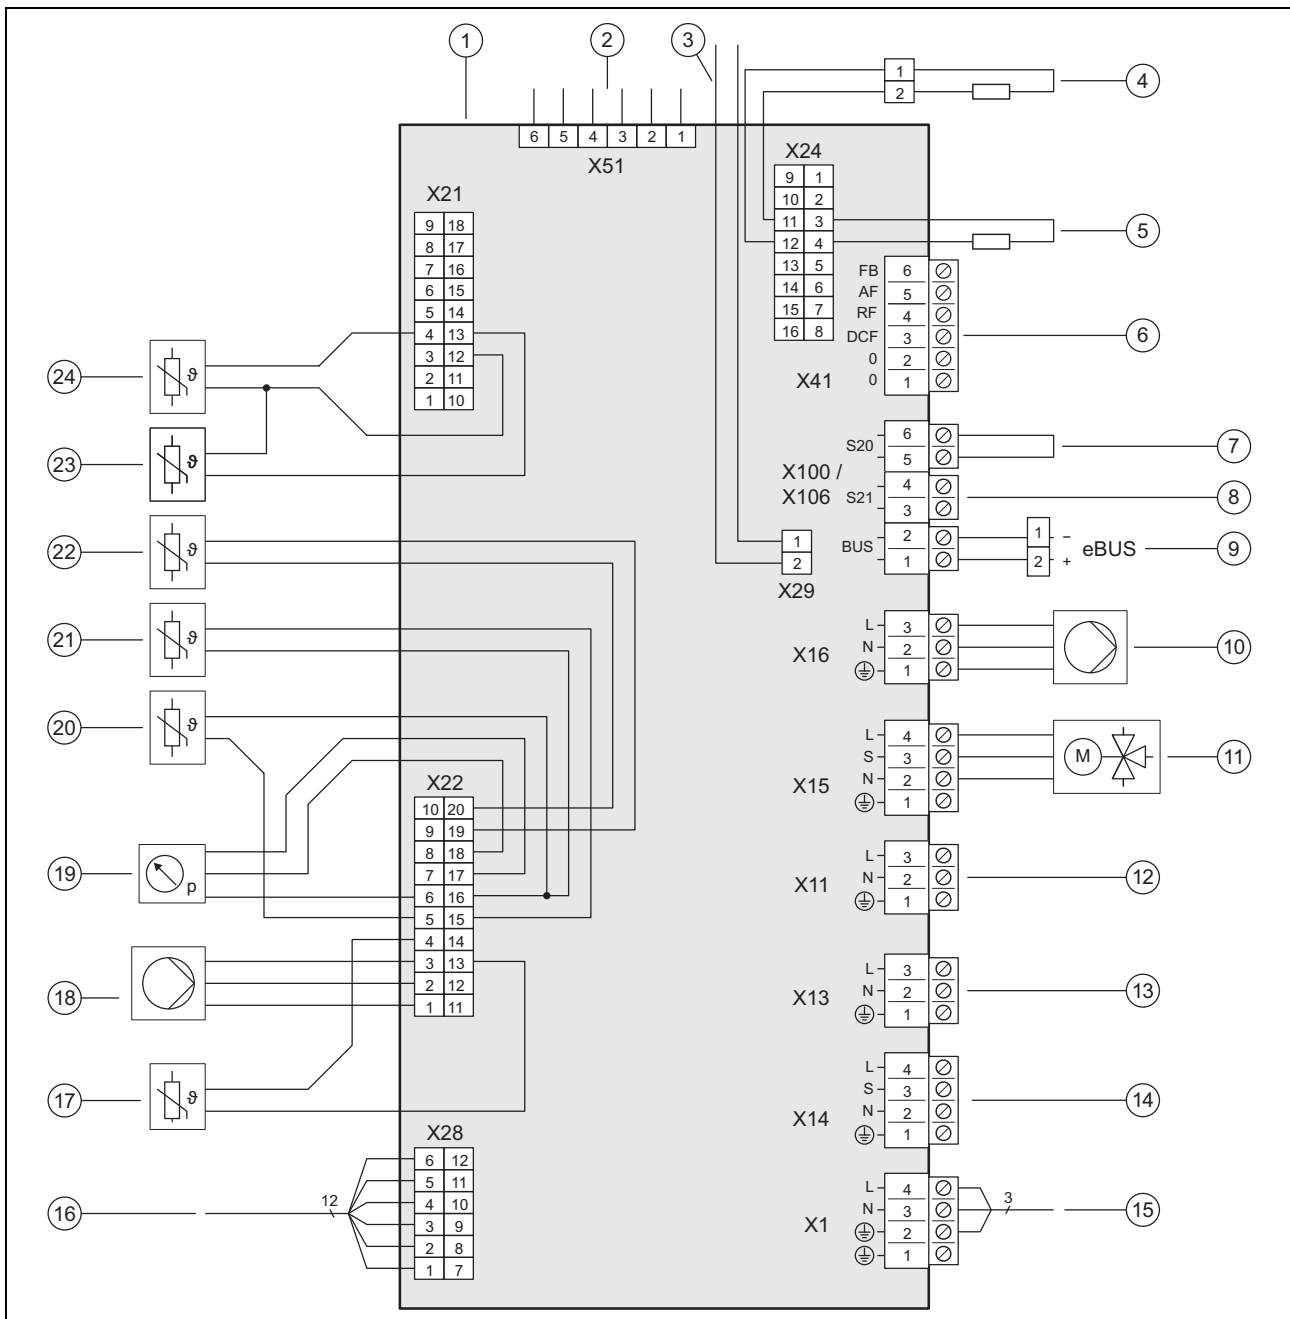 1
2
3
1
2
4
6 5 4 3 2 1
X51
X24
9 1
10 2
11 3
12 4
13 5
14 6
15 7
16 8
5
X21
9 18
8 17
7 16
6 15
5 14
4 13
3 12
2 11
1 10
FB 6
AF 5
RF 4
DCF 3
0 2
0 1
X41
6
24 ϑ
23 ϑ
22 ϑ
21 ϑ
20 ϑ
S20
6
5
7
X100 /
X106
S21
4
3
8
BUS
2
1
1 –
2 +
eBUS
9
1
2
X29
X16
L 3
N 2
1
10
X15
L 4
S 3
N 2
1
M
11
X22
10 20
9 19
8 18
7 17
6 16
5 15
4 14
3 13
2 12
1 11
19 p
18
17 ϑ
X11
L 3
N 2
1
12
X13
L 3
N 2
1
13
X14
L 4
S 3
N 2
1
14
X28
6 12
5 11
4 10
3 9
2 8
1 7
16
12
X1
L 4
N 3
2
1
3
15